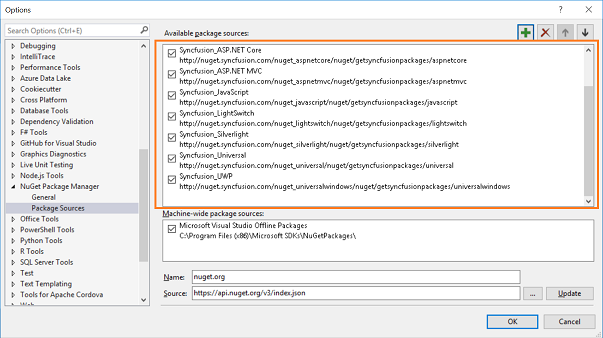 Options
?
Search Options (Ctrl+E)
Debugging
IntelliTrace
Performance Tools
Azure Data Lake
Cookiecutter
Cross Platform
Database Tools
Dependency Validation
F# Tools
GitHub for Visual Studio
Graphics Diagnostics
Live Unit Testing
Node.js Tools
NuGet Package Manager
General
Package Sources
Office Tools
PowerShell Tools
Python Tools
R Tools
SQL Server Tools
Test
Text Templating
Tools for Apache Cordova
Available package sources:
Syncfusion_ASP.NET Core
http://nuget.syncfusion.com/nuget_aspnetcore/nuget/getsyncfusionpackages/aspnetcore
Syncfusion_ASP.NET MVC
http://nuget.syncfusion.com/nuget_aspnetmvc/nuget/getsyncfusionpackages/aspnetmvc
Syncfusion_JavaScript
http://nuget.syncfusion.com/nuget_javascript/nuget/getsyncfusionpackages/javascript
Syncfusion_LightSwitch
http://nuget.syncfusion.com/nuget_lightswitch/nuget/getsyncfusionpackages/lightswitch
Syncfusion_Silverlight
http://nuget.syncfusion.com/nuget_silverlight/nuget/getsyncfusionpackages/silverlight
Syncfusion_Universal
http://nuget.syncfusion.com/nuget_universal/nuget/getsyncfusionpackages/universal
Syncfusion_UWP
http://nuget.syncfusion.com/nuget_universalwindows/nuget/getsyncfusionpackages/universalwindows
Machine-wide package sources:
Microsoft Visual Studio Offline Packages
C:\Program Files (x86)\Microsoft SDKs\NuGetPackages\
Name: nuget.org
Source: https://api.nuget.org/v3/index.json ... Update
OK Cancel